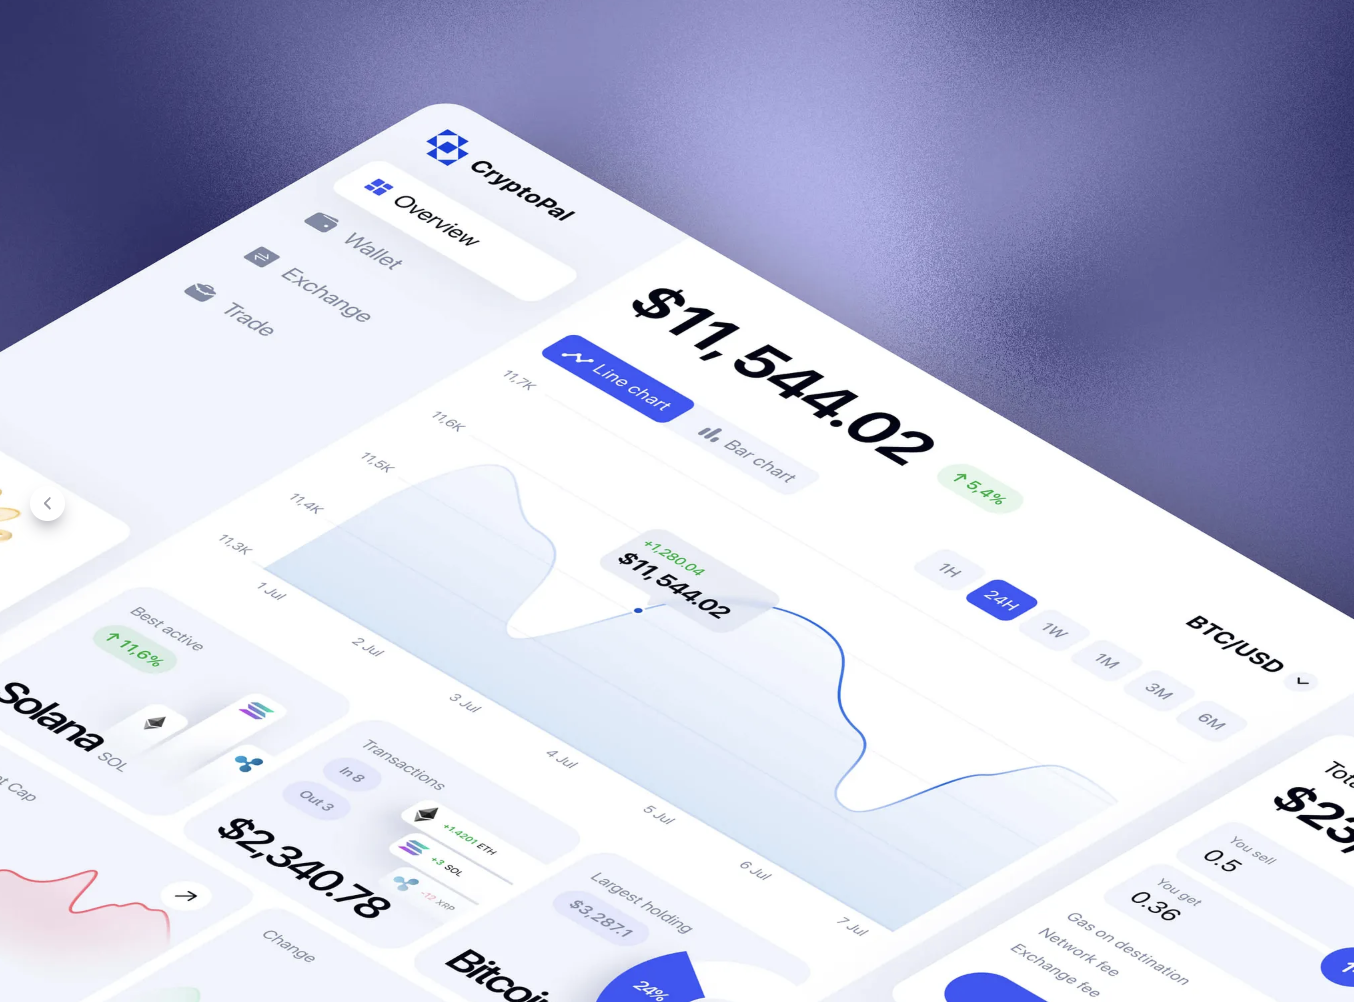 CryptoPal
Overview
Wallet
Exchange
Trade
$11,544.02
5,4%
Line chart
Bar chart
1H
24H
1W
1M
3M
6M
BTC/USD
11,7K
11,6K
11,5K
11,4K
11,3K
+1,280.04
$11,544.02
1 Jul
2 Jul
3 Jul
4 Jul
5 Jul
6 Jul
7 Jul
Best active
11,6%
Solana SOL
Cap
Transactions
In 8
Out 3
$2,340.78
+1.4201 ETH
+3 SOL
-12 XRP
Change
Largest holding
$3,287.1
Bitcoin
24%
$23,
You sell
0.5
You get
0.36
Gas on destination
Network fee
Exchange fee